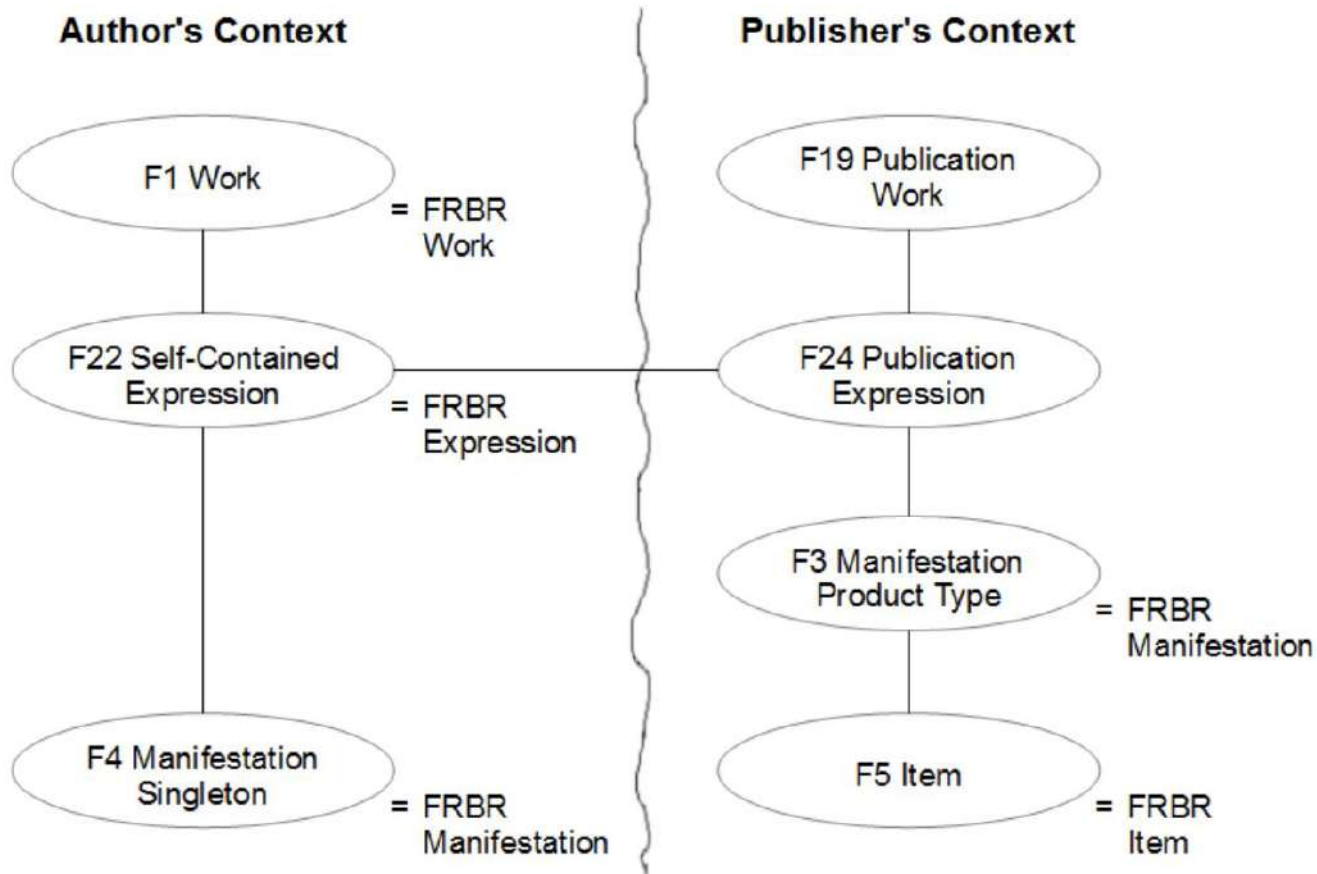 Author's Context
F1 Work
= FRBR
Work
F22 Self-Contained
Expression
= FRBR
Expression
F4 Manifestation
Singleton
= FRBR
Manifestation
Publisher's Context
F19 Publication
Work
F24 Publication
Expression
F3 Manifestation
Product Type
= FRBR
Manifestation
F5 Item
= FRBR
Item